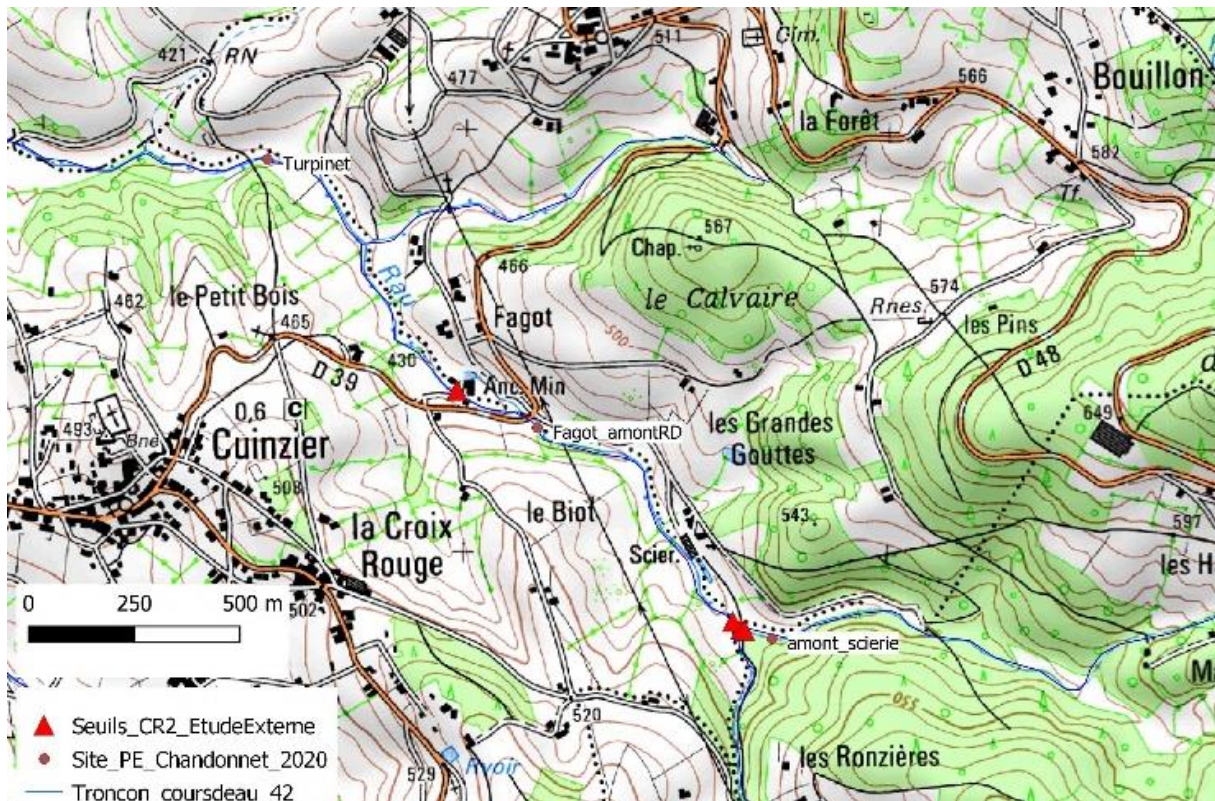 421
RN
477
511
Cim.
566
Bouillon
la Forêt
582
Tf.
Turpinet
Chap.
567
le Calvaire
Rau
466
Fagot
574
Rnes
les Pins
D 48
462
le Petit Bois
465
430
D 39
Anc. Min
Fagot_amontRD
les Grandes
Gouttes
649
0,6
C
493
Bne
Cuinzier
508
la Croix
Rouge
le Biot
543
597
les H
Scier.
0 250 500 m
502
amont_scierie
Ma
520
550
les Ronzières
Rvoir
529
Seuils_CR2_EtudeExterne
Site_PE_Chandonnet_2020
Troncon_coursdeau_42
500